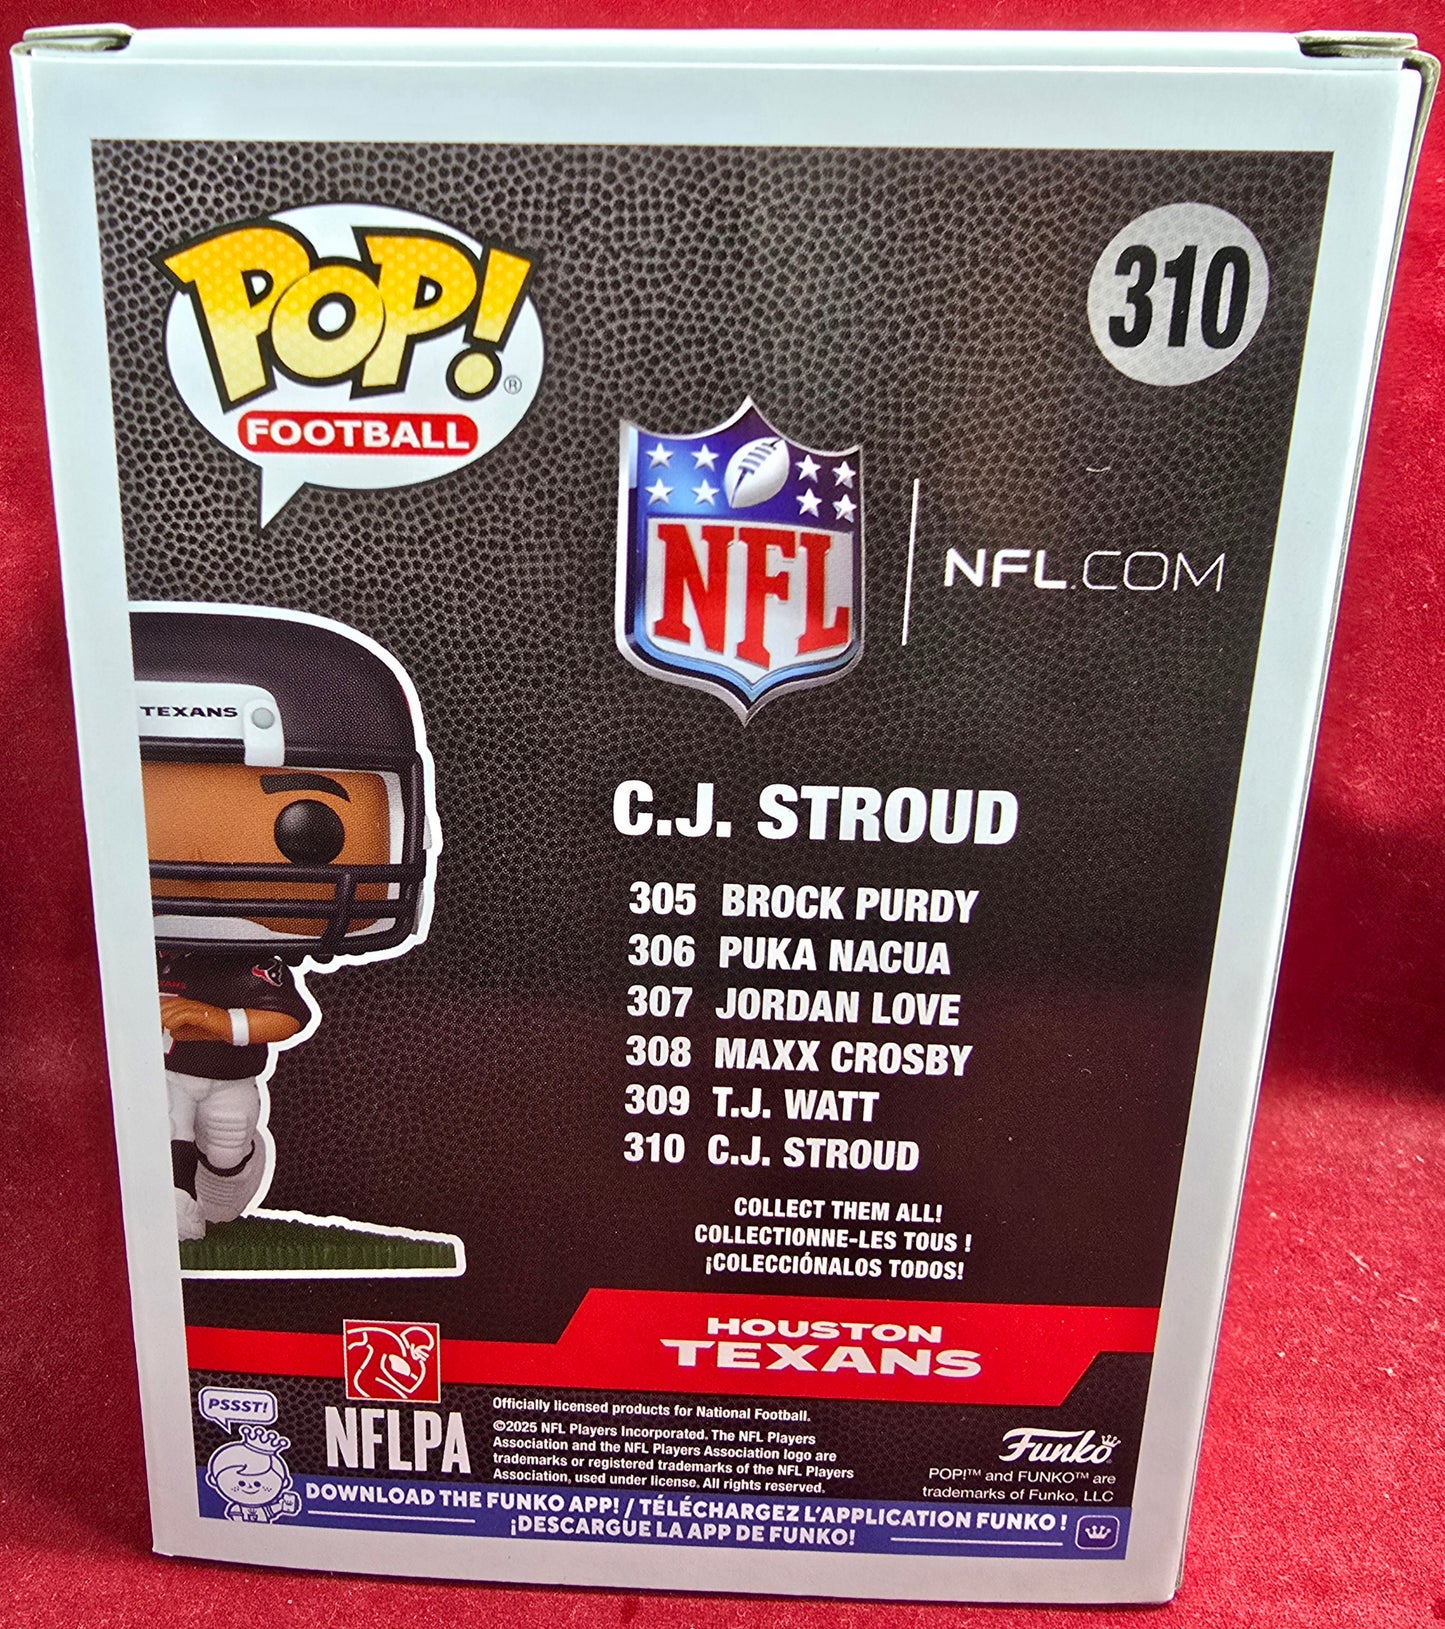 POP!®
FOOTBALL
310
NFL
NFL.COM
TEXANS
C.J. STROUD
305 BROCK PURDY
306 PUKA NACUA
307 JORDAN LOVE
308 MAXX CROSBY
309 T.J. WATT
310 C.J. STROUD
COLLECT THEM ALL!
COLLECTIONNE-LES TOUS !
¡COLECCIÓNALOS TODOS!
HOUSTON
TEXANS
PSSST!
NFLPA
Officially licensed products for National Football.
©2025 NFL Players Incorporated. The NFL Players
Association and the NFL Players Association logo are
trademarks or registered trademarks of the NFL Players
Association, used under license. All rights reserved.
Funko
POP!™ and FUNKO™ are
trademarks of Funko, LLC
DOWNLOAD THE FUNKO APP! / TÉLÉCHARGEZ L'APPLICATION FUNKO !
¡DESCARGUE LA APP DE FUNKO!